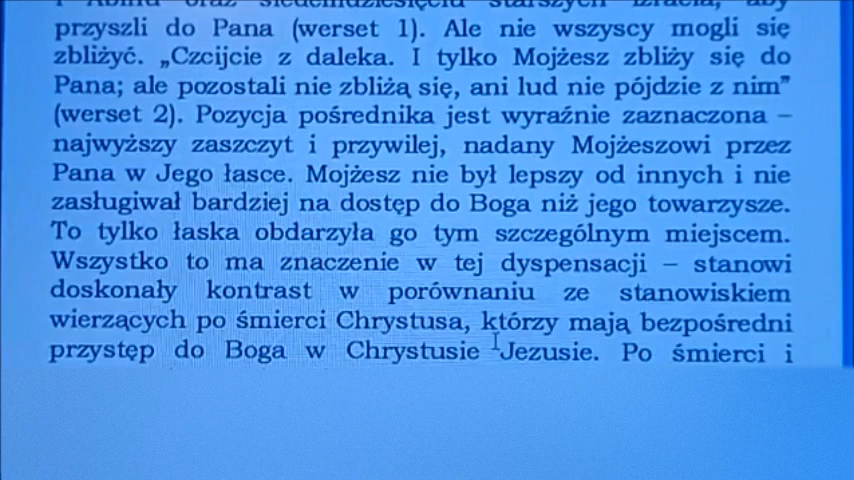 przyszli do Pana (werset 1). Ale nie wszyscy mogli się
zbliżyć. „Czcijcie z daleka. I tylko Mojżesz zbliży się do
Pana; ale pozostali nie zbliżą się, ani lud nie pójdzie z nim”
(werset 2). Pozycja pośrednika jest wyraźnie zaznaczona –
najwyższy zaszczyt i przywilej, nadany Mojżeszowi przez
Pana w Jego łasce. Mojżesz nie był lepszy od innych i nie
zasługiwał bardziej na dostęp do Boga niż jego towarzysze.
To tylko łaska obdarzyła go tym szczególnym miejscem.
Wszystko to ma znaczenie w tej dyspensacji – stanowi
doskonały kontrast w porównaniu ze stanowiskiem
wierzących po śmierci Chrystusa, którzy mają bezpośredni
przystęp do Boga w Chrystusie Jezusie. Po śmierci i